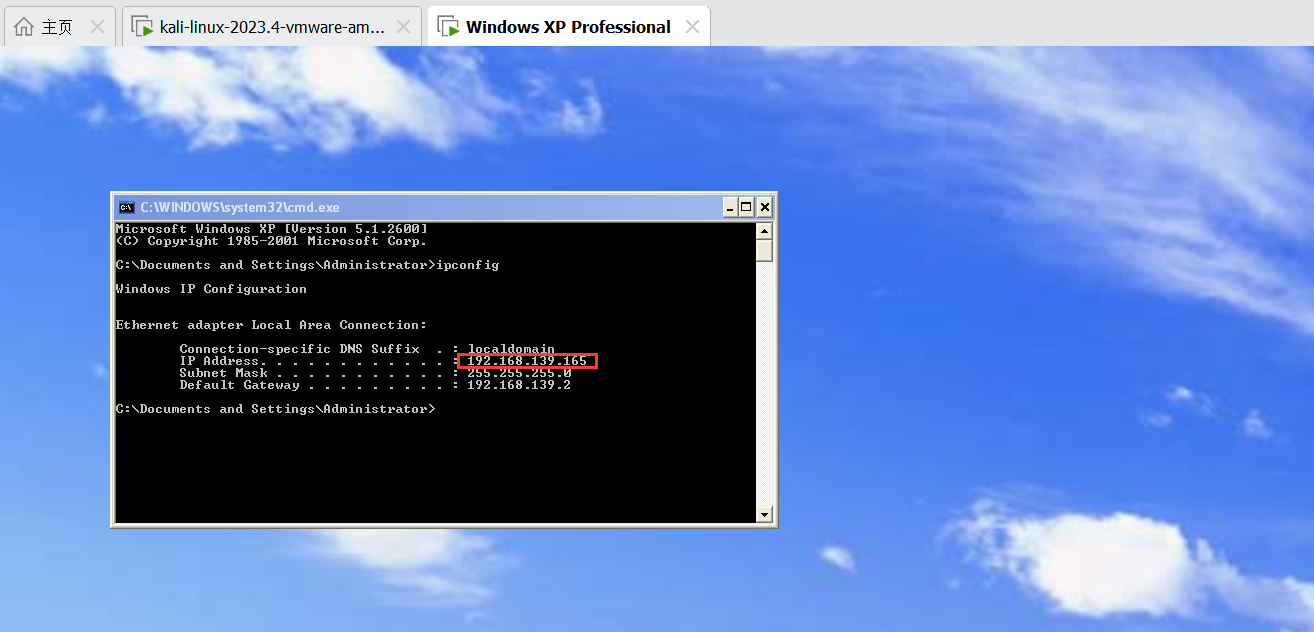 主页
kali-linux-2023.4-vmware-am...
Windows XP Professional
C:\WINDOWS\system32\cmd.exe
Microsoft Windows XP [Version 5.1.2600]
(C) Copyright 1985-2001 Microsoft Corp.
C:\Documents and Settings\Administrator>ipconfig
Windows IP Configuration
Ethernet adapter Local Area Connection:
Connection-specific DNS Suffix  . : localdomain
IP Address. . . . . . . . . . . . : 192.168.139.165
Subnet Mask . . . . . . . . . . . : 255.255.255.0
Default Gateway . . . . . . . . . : 192.168.139.2
C:\Documents and Settings\Administrator>